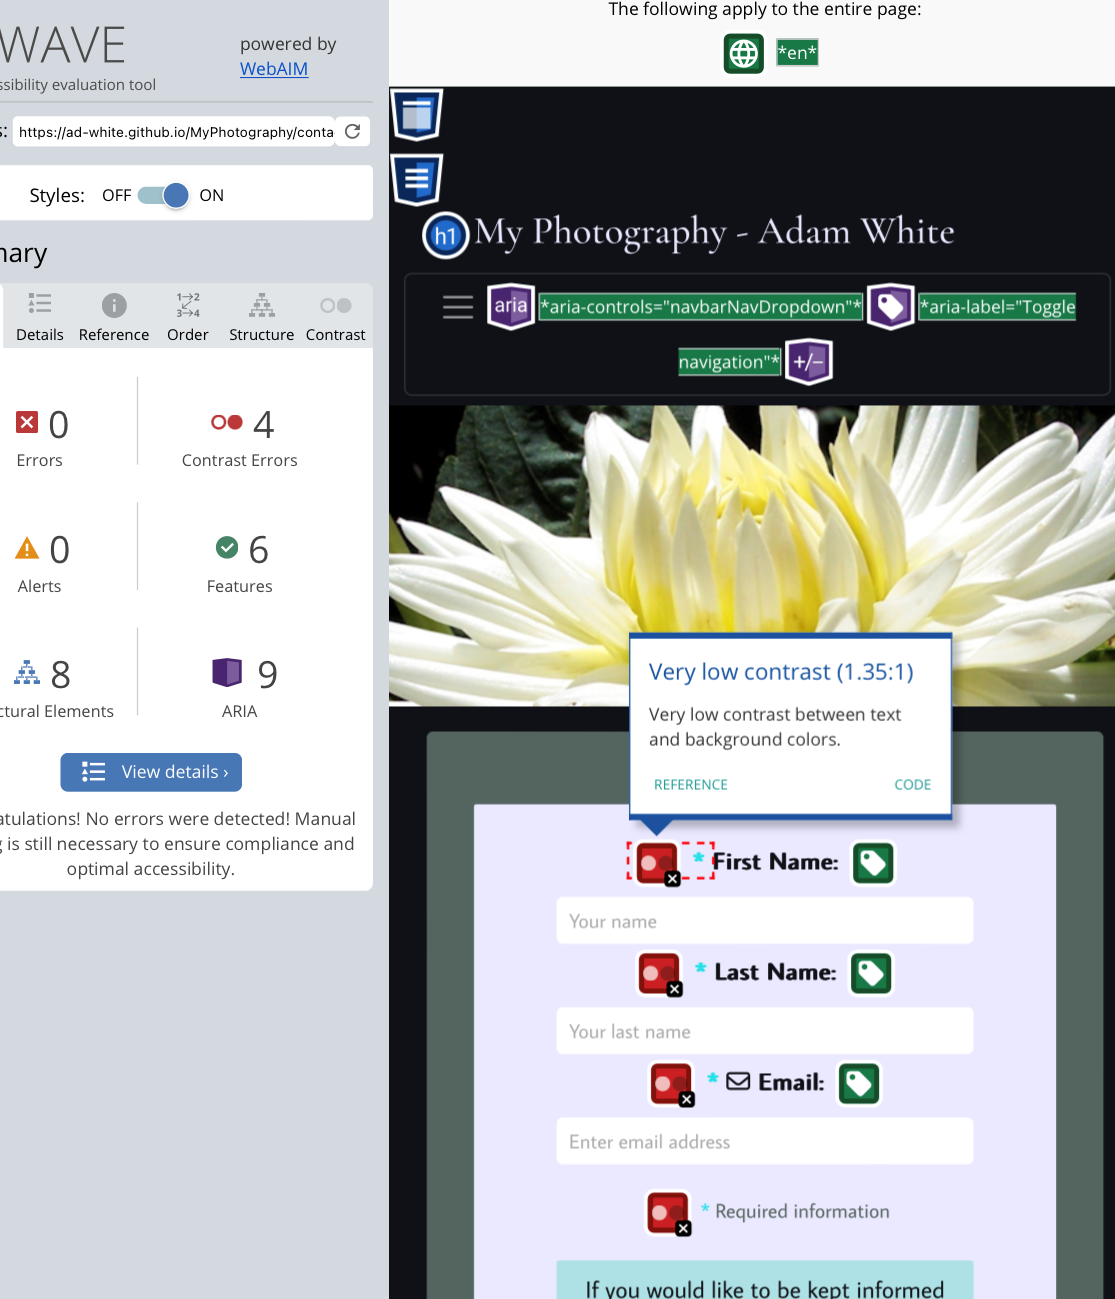 WAVE
powered by
WebAIM
ssibility evaluation tool
s:
https://ad-white.github.io/MyPhotography/conta
Styles: OFF ON
mary
Details Reference Order Structure Contrast
0 4
Errors Contrast Errors
0 6
Alerts Features
8 9
ctural Elements ARIA
View details ›
atulations! No errors were detected! Manual
g is still necessary to ensure compliance and
optimal accessibility.
The following apply to the entire page:
*en*
h1 My Photography - Adam White
aria *aria-controls="navbarNavDropdown"* *aria-label="Toggle
navigation"* +/−
Very low contrast (1.35:1)
Very low contrast between text
and background colors.
REFERENCE CODE
* First Name:
Your name
* Last Name:
Your last name
* Email:
Enter email address
* Required information
If you would like to be kept informed